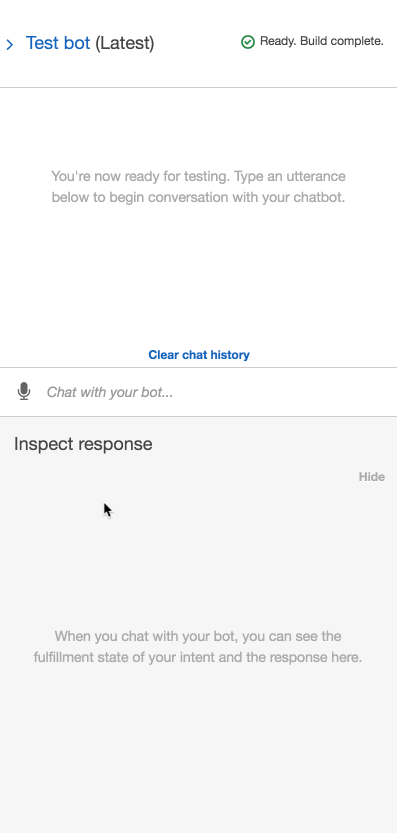 Test bot (Latest)
Ready. Build complete.
You're now ready for testing. Type an utterance
below to begin conversation with your chatbot.
Clear chat history
Chat with your bot...
Inspect response
Hide
When you chat with your bot, you can see the
fulfillment state of your intent and the response here.